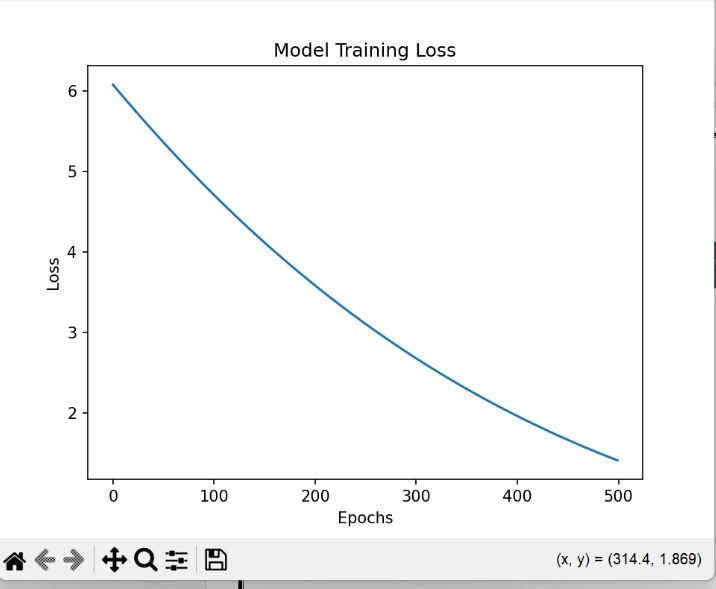 Model Training Loss
6
5
4
3
2
Loss
0 100 200 300 400 500
Epochs
(x, y) = (314.4, 1.869)